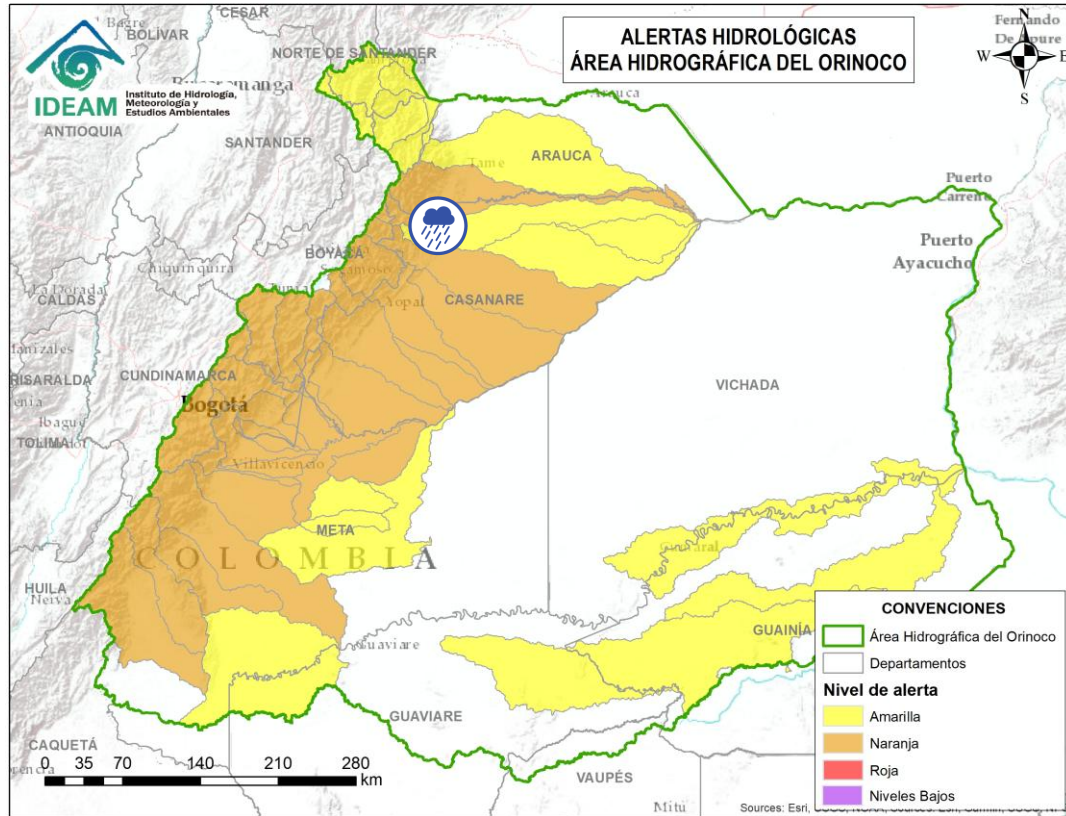 ALERTAS HIDROLÓGICAS
ÁREA HIDROGRÁFICA DEL ORINOCO
N
W
E
S
IDEAM
Instituto de Hidrología,
Meteorología y
Estudios Ambientales
CESAR
BOLÍVAR
NORTE DE SANTANDER
ANTIOQUIA
SANTANDER
Arauca
ARAUCA
Tame
Puerto
Puerto
Ayacucho
BOYACÁ
Chiquinquira
CALDAS
La Dorada
Yopal
CASANARE
VICHADA
RISARALDA
CUNDINAMARCA
Bogotá
Ibagué
TOLIMA
Villavicencio
META
COLOMBIA
HUILA
Neiva
Guaviare
GUAINÍA
GUAVIARE
CAQUETÁ
VAUPÉS
Mitú
0 35 70 140 210 280
km
CONVENCIONES
Área Hidrográfica del Orinoco
Departamentos
Nivel de alerta
Amarilla
Naranja
Roja
Niveles Bajos
Sources: Esri,